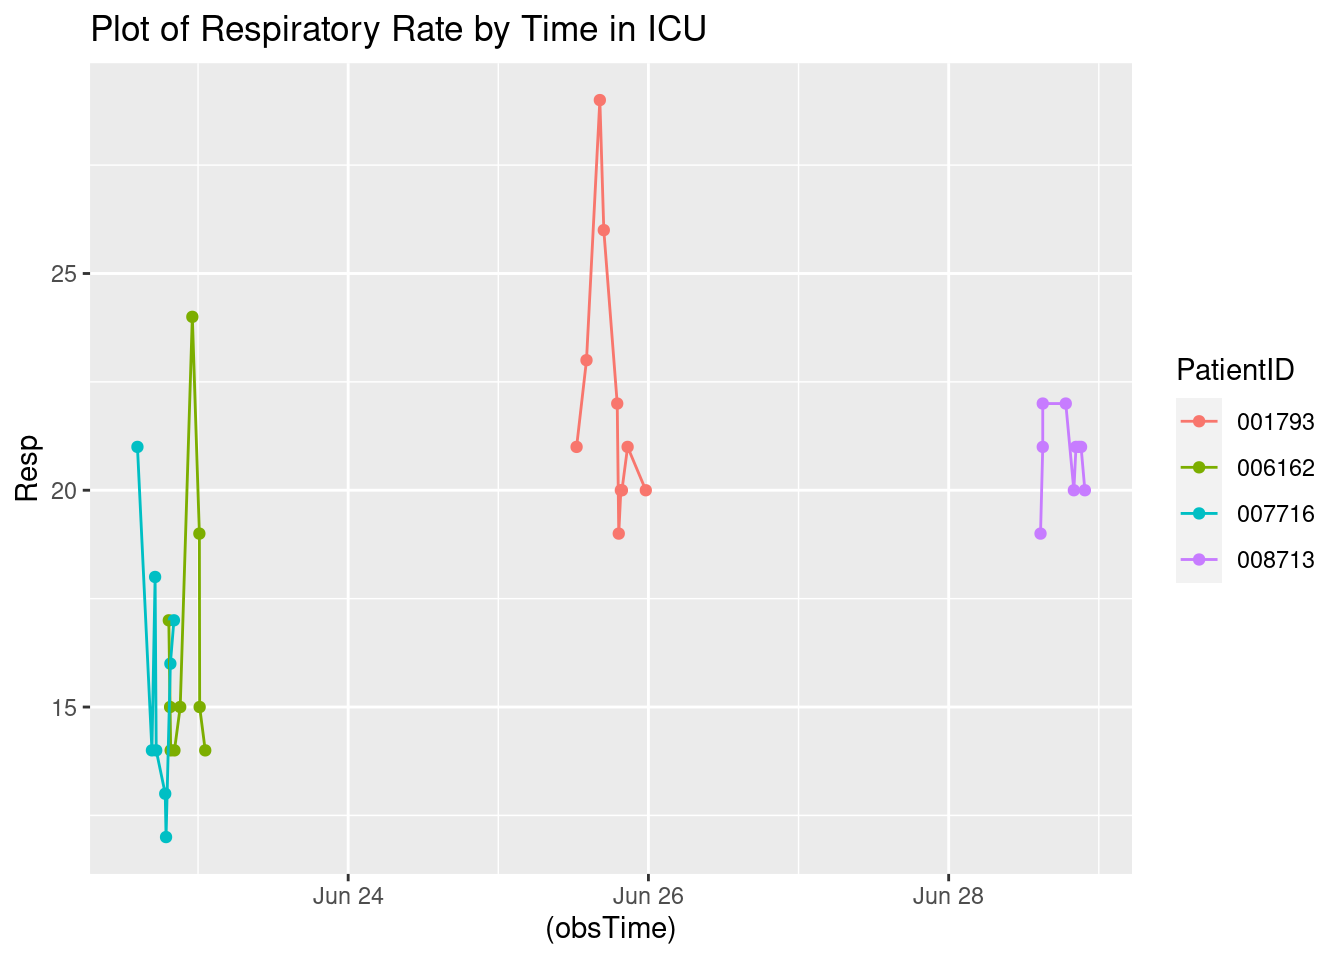 Plot of Respiratory Rate by Time in ICU
Resp
25
20
15
Jun 24
Jun 26
Jun 28
(obsTime)
PatientID
001793
006162
007716
008713